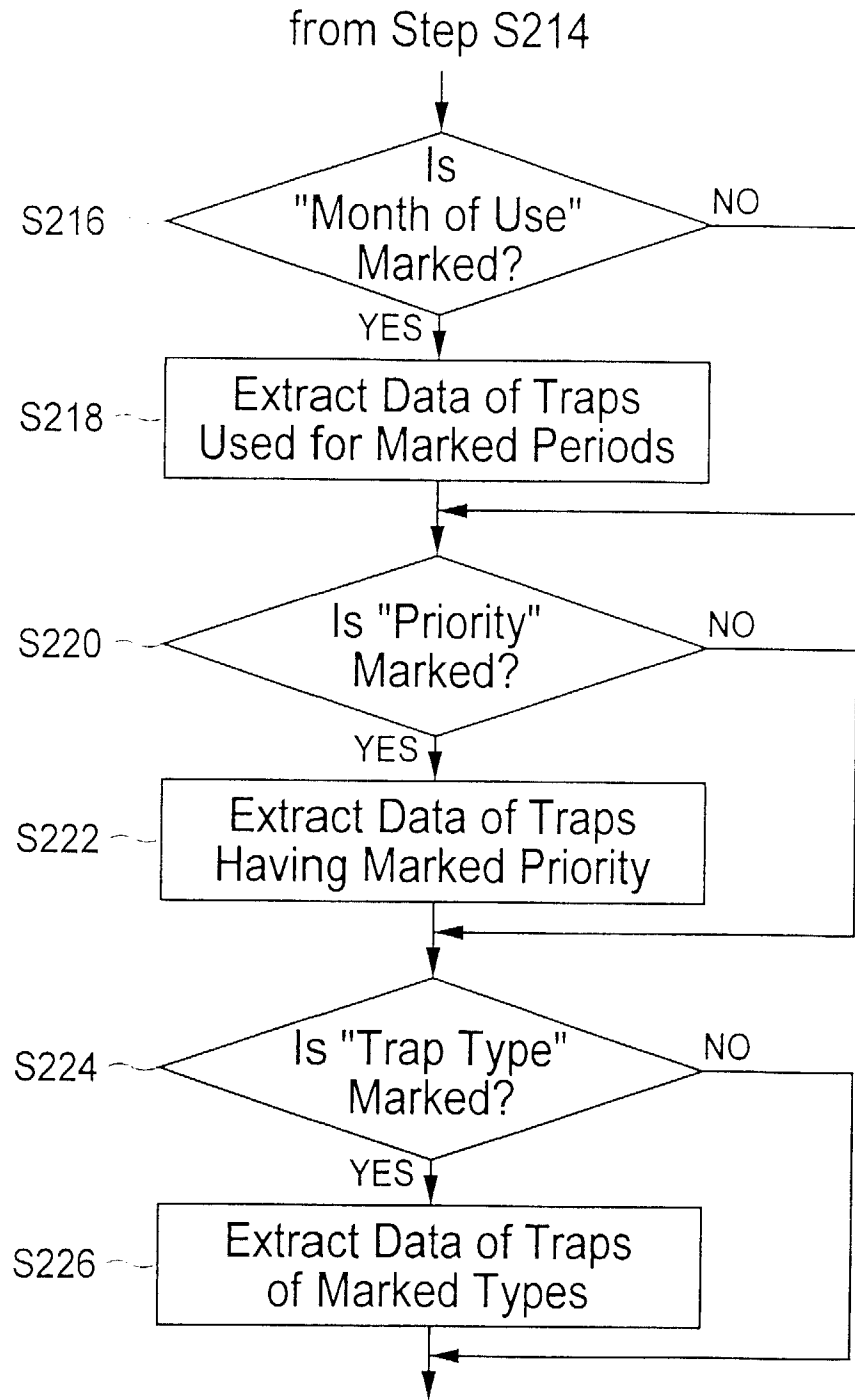 from Step S214
Is
"Month of Use"
Marked?
S216
NO
YES
S218
Extract Data of Traps
Used for Marked Periods
Is "Priority"
Marked?
S220
NO
YES
S222
Extract Data of Traps
Having Marked Priority
Is "Trap Type"
Marked?
S224
NO
YES
S226
Extract Data of Traps
of Marked Types